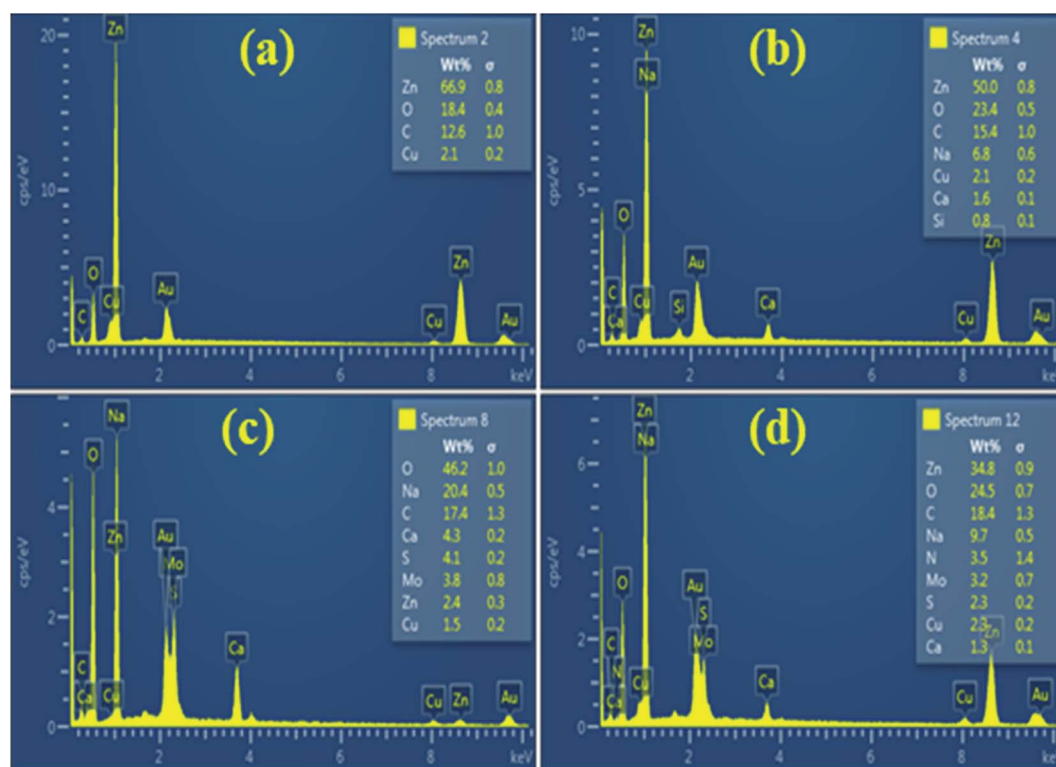 (a)
Spectrum 2
Wt% σ
Zn 66.9 0.8
O 18.4 0.4
C 12.6 1.0
Cu 2.1 0.2
20
10
0
cps/eV
Zn
O
C
Cu
Au
Cu
Zn
Au
2 4 6 8 keV
(b)
Spectrum 4
Wt% σ
Zn 50.0 0.8
O 23.4 0.5
C 15.4 1.0
Na 6.8 0.6
Cu 2.1 0.2
Ca 1.6 0.1
Si 0.8 0.1
10
5
0
cps/eV
Zn
Na
O
C
Ca
Cu
Si
Au
Ca
Cu
Zn
Au
2 4 6 8 keV
(c)
Spectrum 8
Wt% σ
O 46.2 1.0
Na 20.4 0.5
C 17.4 1.3
Ca 4.3 0.2
S 4.1 0.2
Mo 3.8 0.8
Zn 2.4 0.3
Cu 1.5 0.2
4
2
0
cps/eV
Na
O
Zn
C
Ca
Cu
Au
Mo
S
Ca
Cu
Zn
Au
2 4 6 8 keV
(d)
Spectrum 12
Wt% σ
Zn 34.8 0.9
O 24.5 0.7
C 18.4 1.3
Na 9.7 0.5
N 3.5 1.4
Mo 3.2 0.7
S 2.3 0.2
Cu 2.3 0.2
Ca 1.3 0.1
6
4
2
0
cps/eV
Zn
Na
O
C
N
Ca
Cu
Au
S
Mo
Ca
Cu
Zn
Au
2 4 6 8 keV